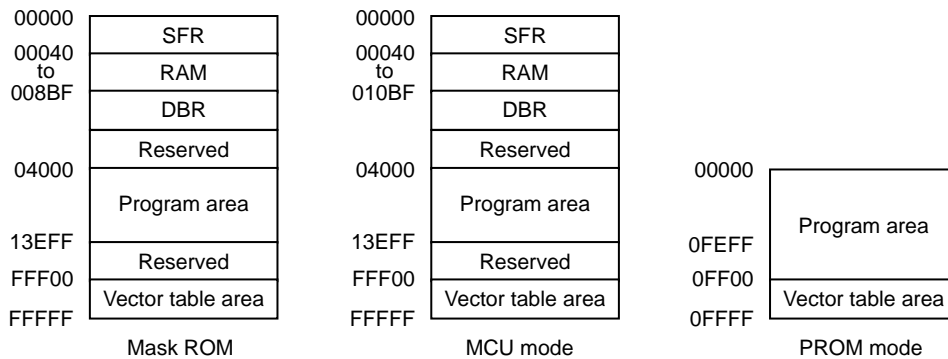 00000
SFR
00040
to
008BF
RAM
DBR
Reserved
04000
Program area
13EFF
Reserved
FFF00
Vector table area
FFFFF
Mask ROM
00000
SFR
00040
to
010BF
RAM
DBR
Reserved
04000
Program area
13EFF
Reserved
FFF00
Vector table area
FFFFF
MCU mode
00000
Program area
0FEFF
0FF00
Vector table area
0FFFF
PROM mode